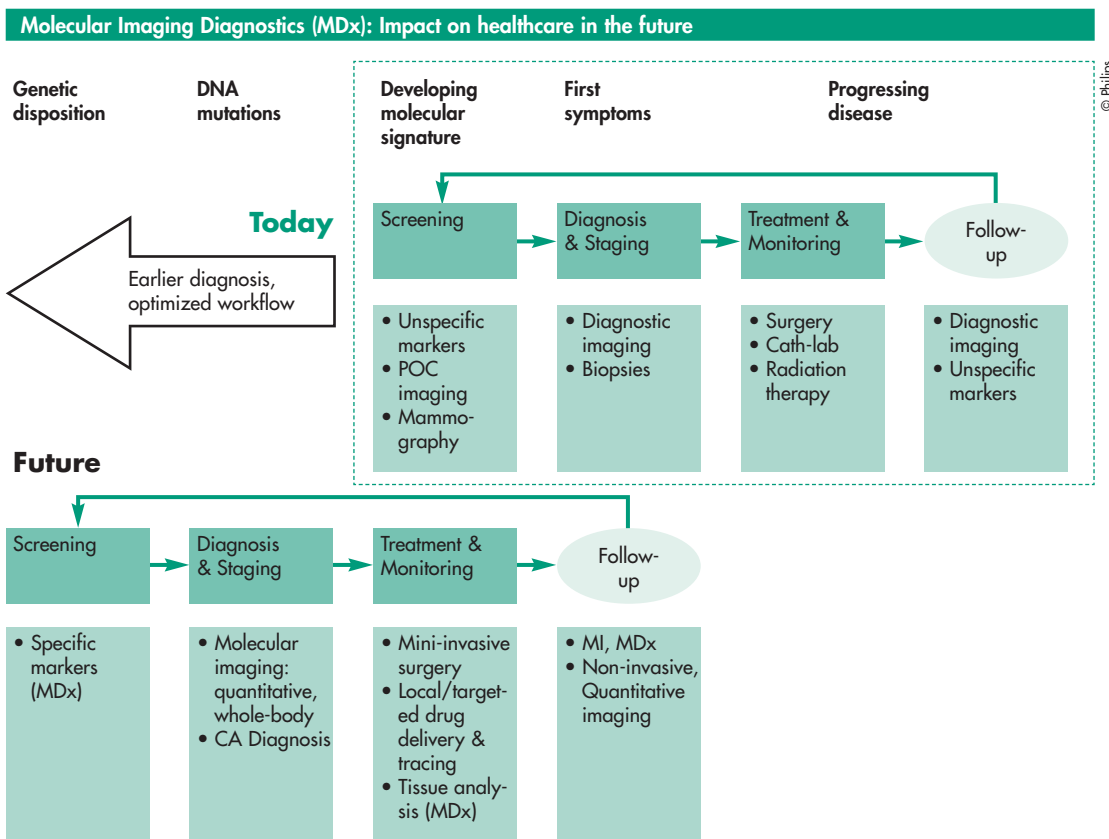 Molecular Imaging Diagnostics (MDx): Impact on healthcare in the future
© Philips
Genetic
disposition
DNA
mutations
Developing
molecular
signature
First
symptoms
Progressing
disease
Today
Earlier diagnosis,
optimized workflow
Screening
Diagnosis
& Staging
Treatment &
Monitoring
Follow-
up
• Unspecific
markers
• POC
imaging
• Mammo-
graphy
• Diagnostic
imaging
• Biopsies
• Surgery
• Cath-lab
• Radiation
therapy
• Diagnostic
imaging
• Unspecific
markers
Future
Screening
Diagnosis
& Staging
Treatment &
Monitoring
Follow-
up
• Specific
markers
(MDx)
• Molecular
imaging:
quantitative,
whole-body
• CA Diagnosis
• Mini-invasive
surgery
• Local/target-
ed drug
delivery &
tracing
• Tissue analy-
sis (MDx)
• MI, MDx
• Non-invasive,
Quantitative
imaging